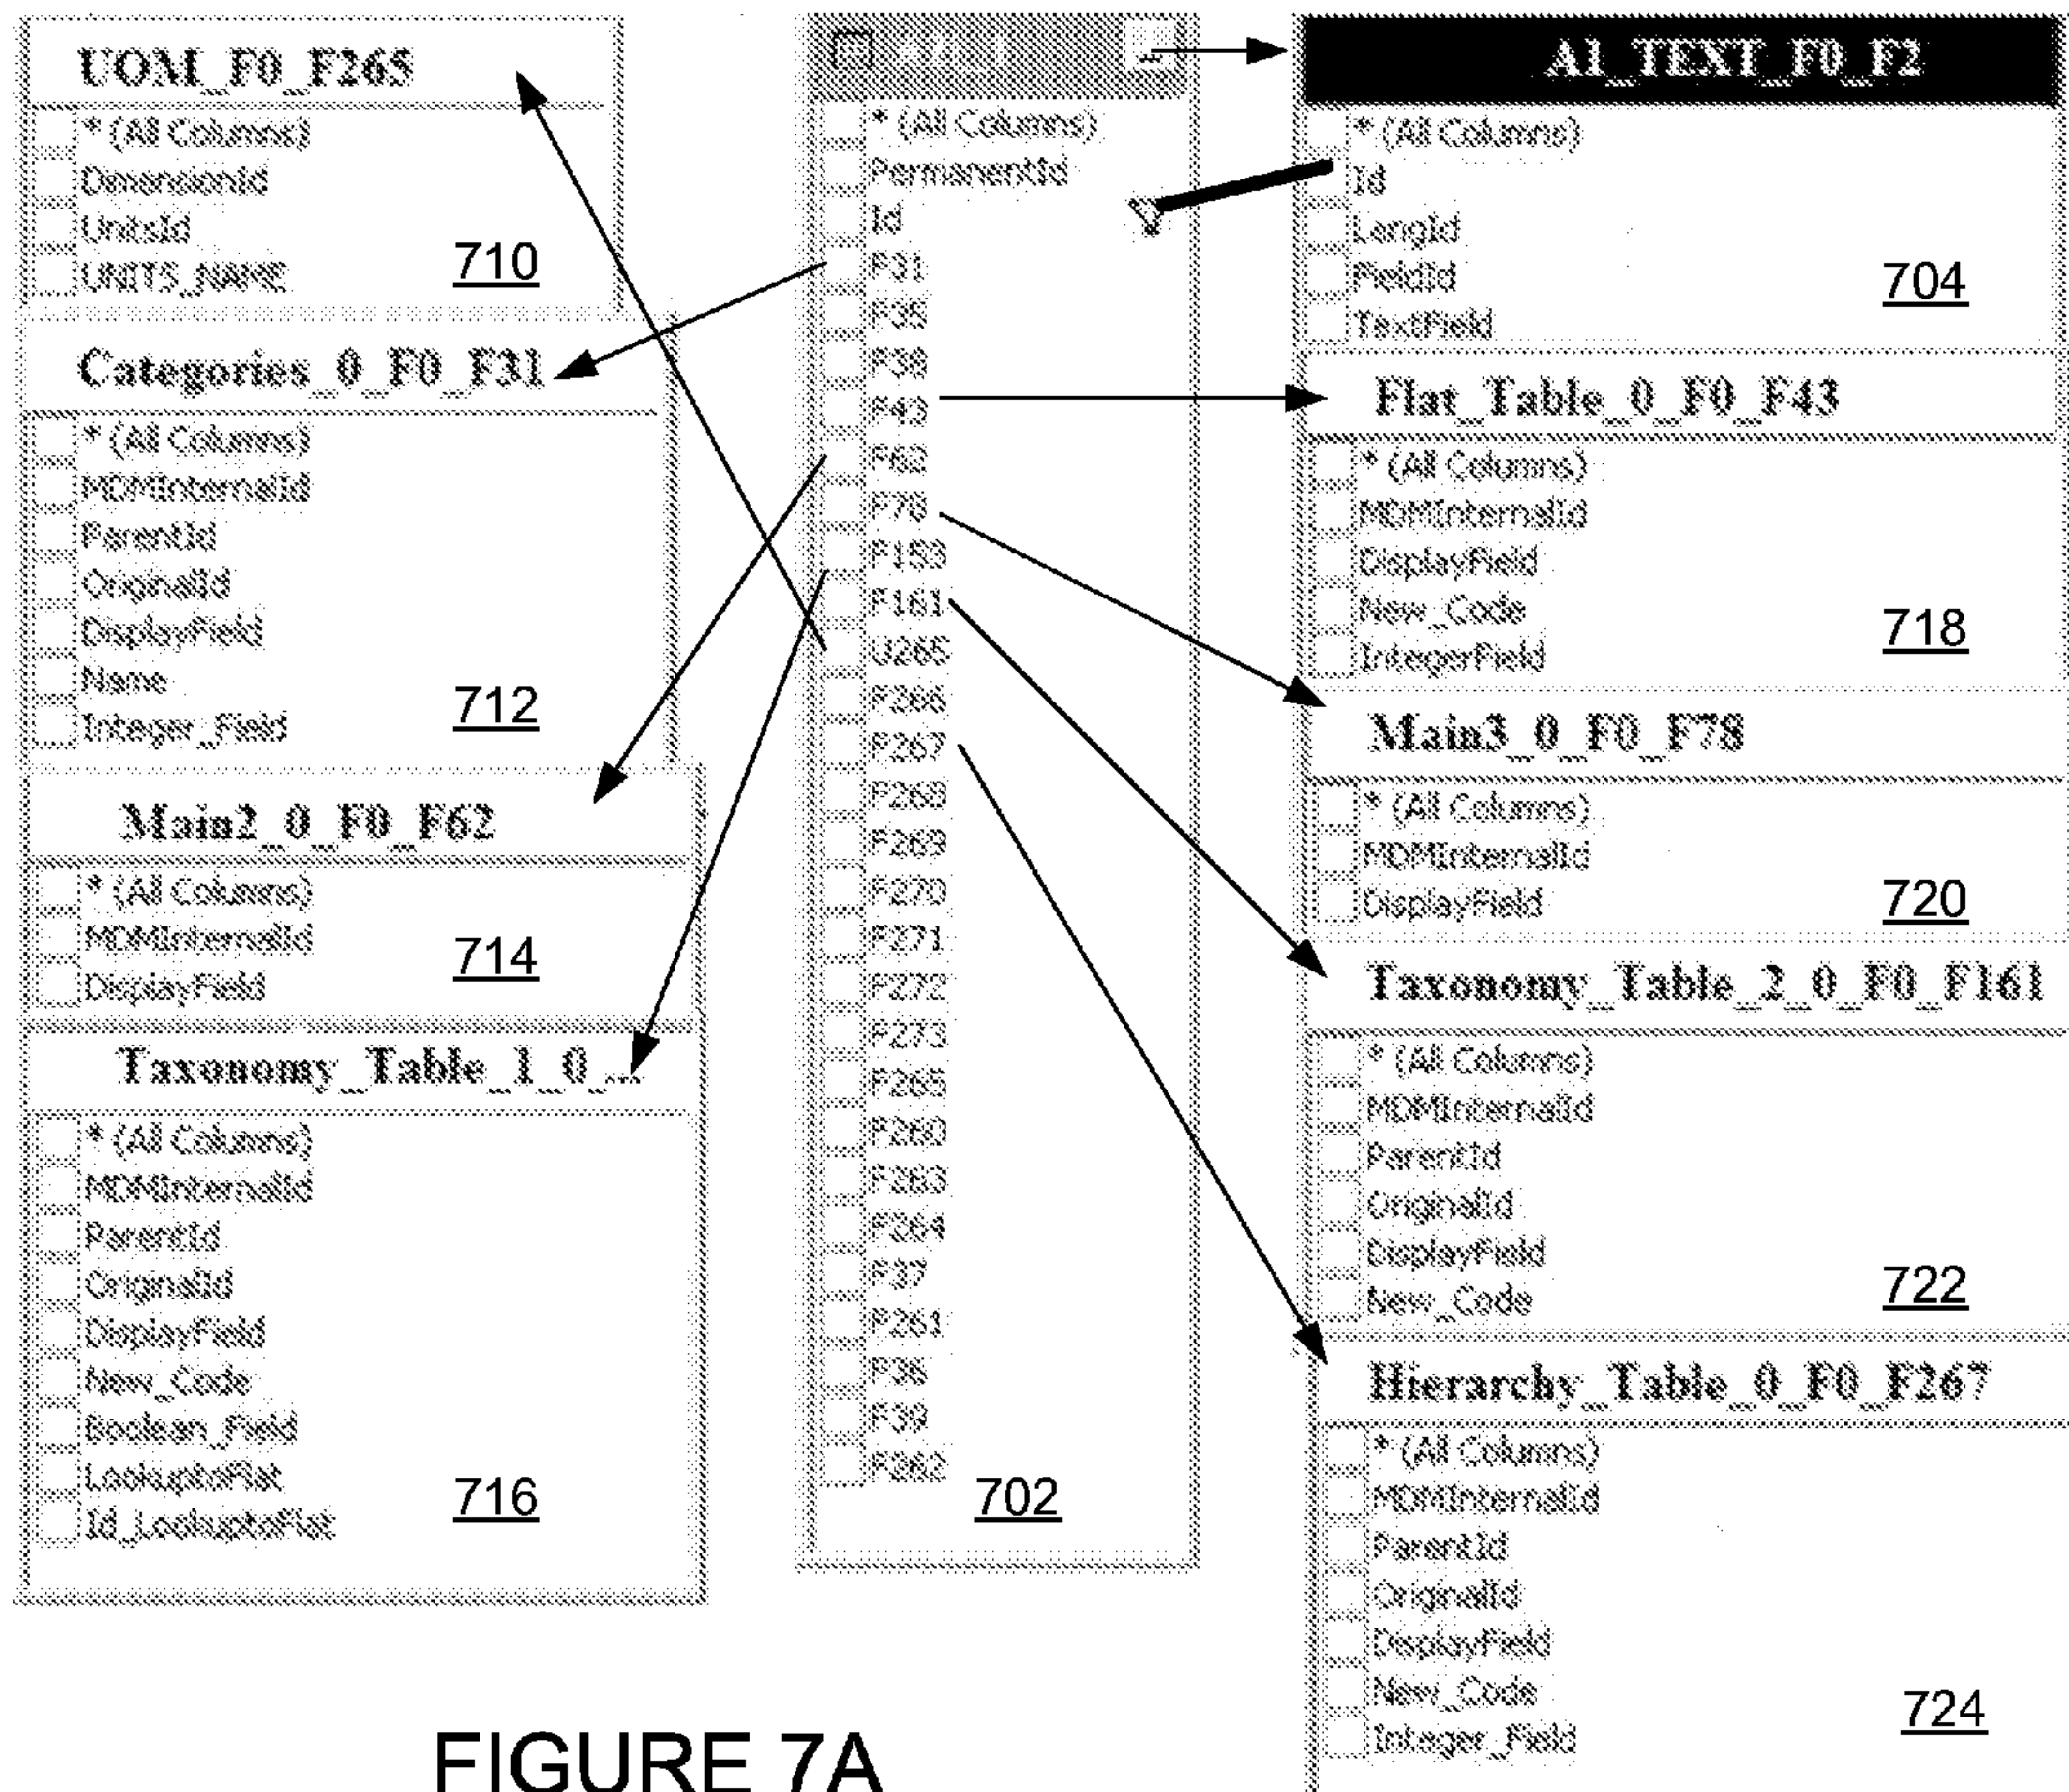 UOM_F0_F265
* (All Columns)
DimensionId
UnitsId
UNITS_NAME
710
Categories_0_F0_F31
* (All Columns)
MDMInternalId
ParentId
OriginalId
DisplayField
Name
Integer_Field
712
Main2_0_F0_F62
* (All Columns)
MDMInternalId
DisplayField
714
Taxonomy_Table_1_0_...
* (All Columns)
MDMInternalId
ParentId
OriginalId
DisplayField
New_Code
Boolean_Field
LookuptoFlat
Id_LookuptoFlat
716
* (All Columns)
PermanentId
Id
F31
F35
F38
F43
F62
F78
F153
F161
U265
F266
F267
F268
F269
F270
F271
F272
F273
F265
F260
F263
F264
F37
F261
F36
F39
F262
702
A1_TEXT_F0_F2
* (All Columns)
Id
LangId
FieldId
TextField
704
Flat_Table_0_F0_F43
* (All Columns)
MDMInternalId
DisplayField
New_Code
IntegerField
718
Main3_0_F0_F78
* (All Columns)
MDMInternalId
DisplayField
720
Taxonomy_Table_2_0_F0_F161
* (All Columns)
MDMInternalId
ParentId
OriginalId
DisplayField
New_Code
722
Hierarchy_Table_0_F0_F267
* (All Columns)
MDMInternalId
ParentId
OriginalId
DisplayField
New_Code
Integer_Field
724
FIGURE 7A